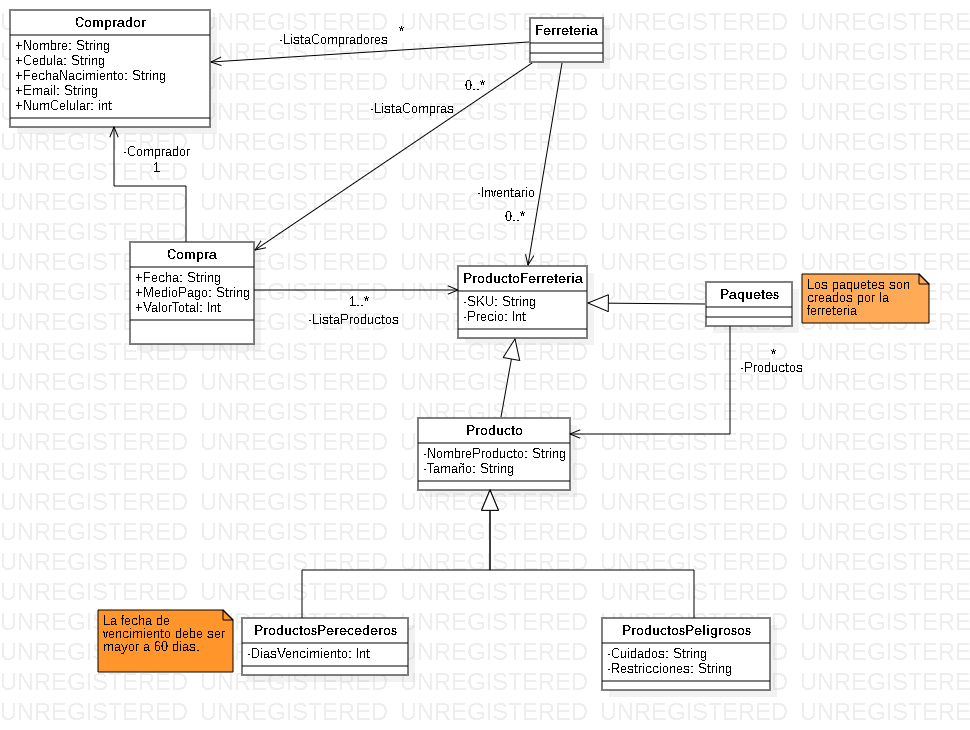 Comprador
+Nombre: String
+Cedula: String
+FechaNacimiento: String
+Email: String
+NumCelular: int
-ListaCompradores
*
Ferreteria
0..*
-ListaCompras
-Comprador
1
-Inventario
0..*
Compra
+Fecha: String
+MedioPago: String
+ValorTotal: Int
1..*
-ListaProductos
ProductoFerreteria
-SKU: String
-Precio: Int
Paquetes
Los paquetes son
creados por la
ferreteria
*
-Productos
Producto
-NombreProducto: String
-Tamaño: String
La fecha de
vencimiento debe ser
mayor a 60 dias.
ProductosPerecederos
-DiasVencimiento: Int
ProductosPeligrosos
-Cuidados: String
-Restricciones: String
UNREGISTERED